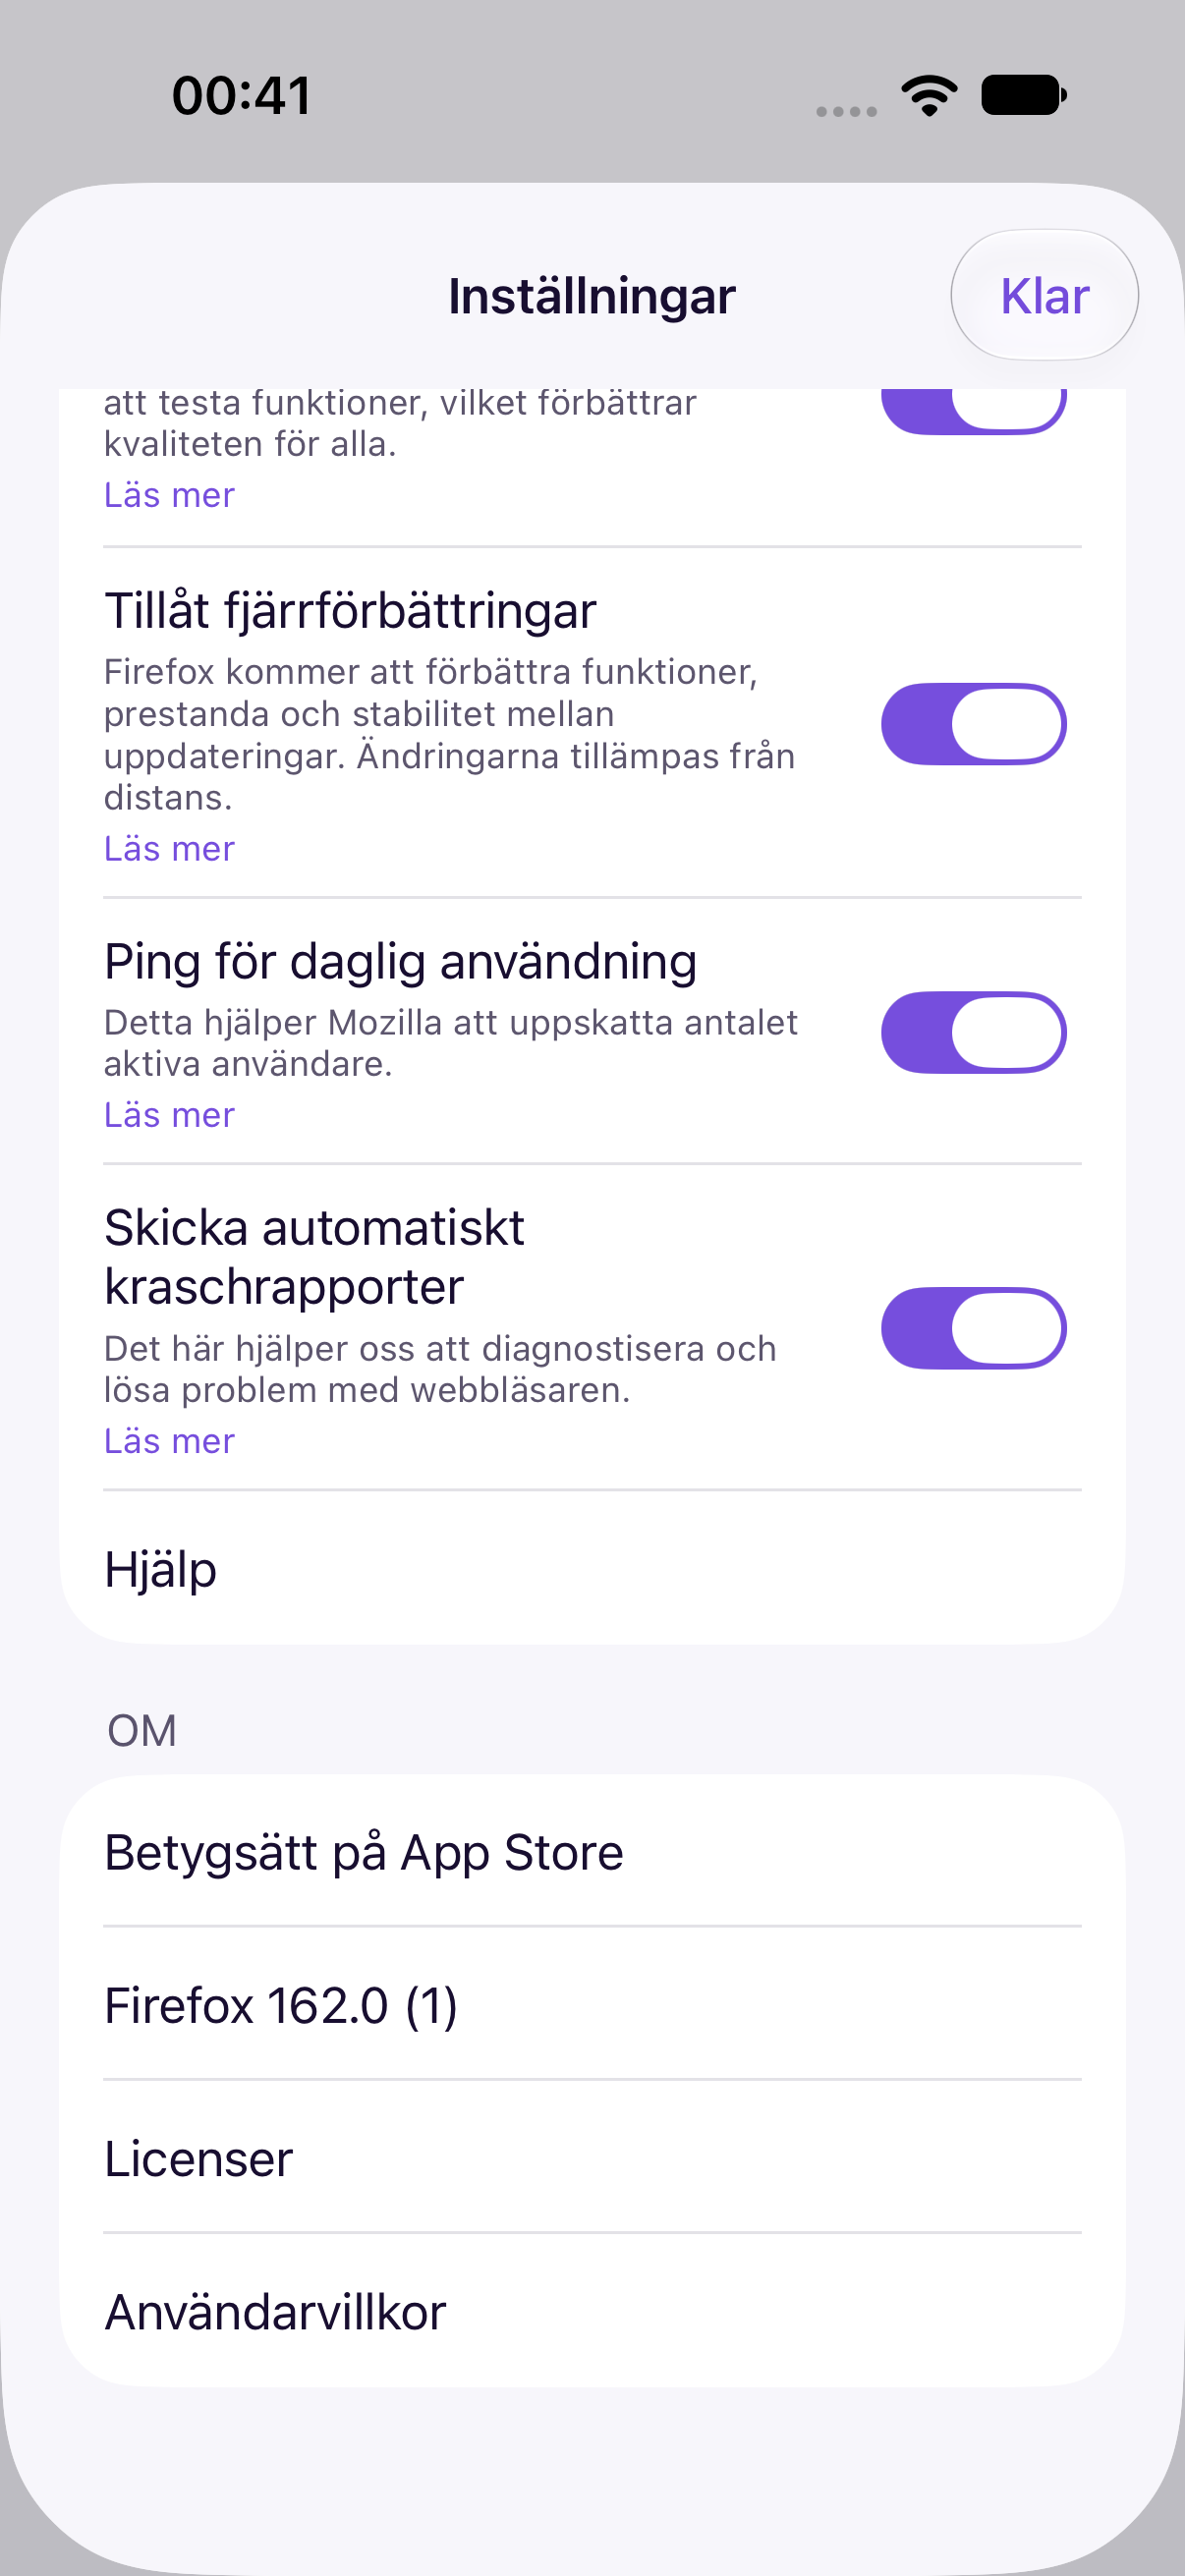 00:41
Inställningar
Klar
att testa funktioner, vilket förbättrar
kvaliteten för alla.
Läs mer
Tillåt fjärrförbättringar
Firefox kommer att förbättra funktioner,
prestanda och stabilitet mellan
uppdateringar. Ändringarna tillämpas från
distans.
Läs mer
Ping för daglig användning
Detta hjälper Mozilla att uppskatta antalet
aktiva användare.
Läs mer
Skicka automatiskt
kraschrapporter
Det här hjälper oss att diagnostisera och
lösa problem med webbläsaren.
Läs mer
Hjälp
OM
Betygsätt på App Store
Firefox 162.0 (1)
Licenser
Användarvillkor